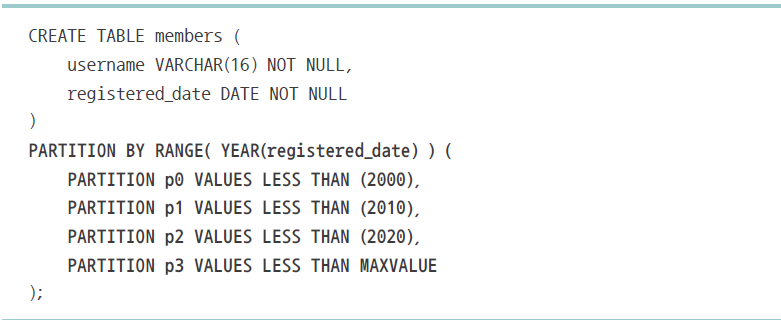 CREATE TABLE members (
username VARCHAR(16) NOT NULL,
registered_date DATE NOT NULL
)
PARTITION BY RANGE( YEAR(registered_date) ) (
PARTITION p0 VALUES LESS THAN (2000),
PARTITION p1 VALUES LESS THAN (2010),
PARTITION p2 VALUES LESS THAN (2020),
PARTITION p3 VALUES LESS THAN MAXVALUE
);